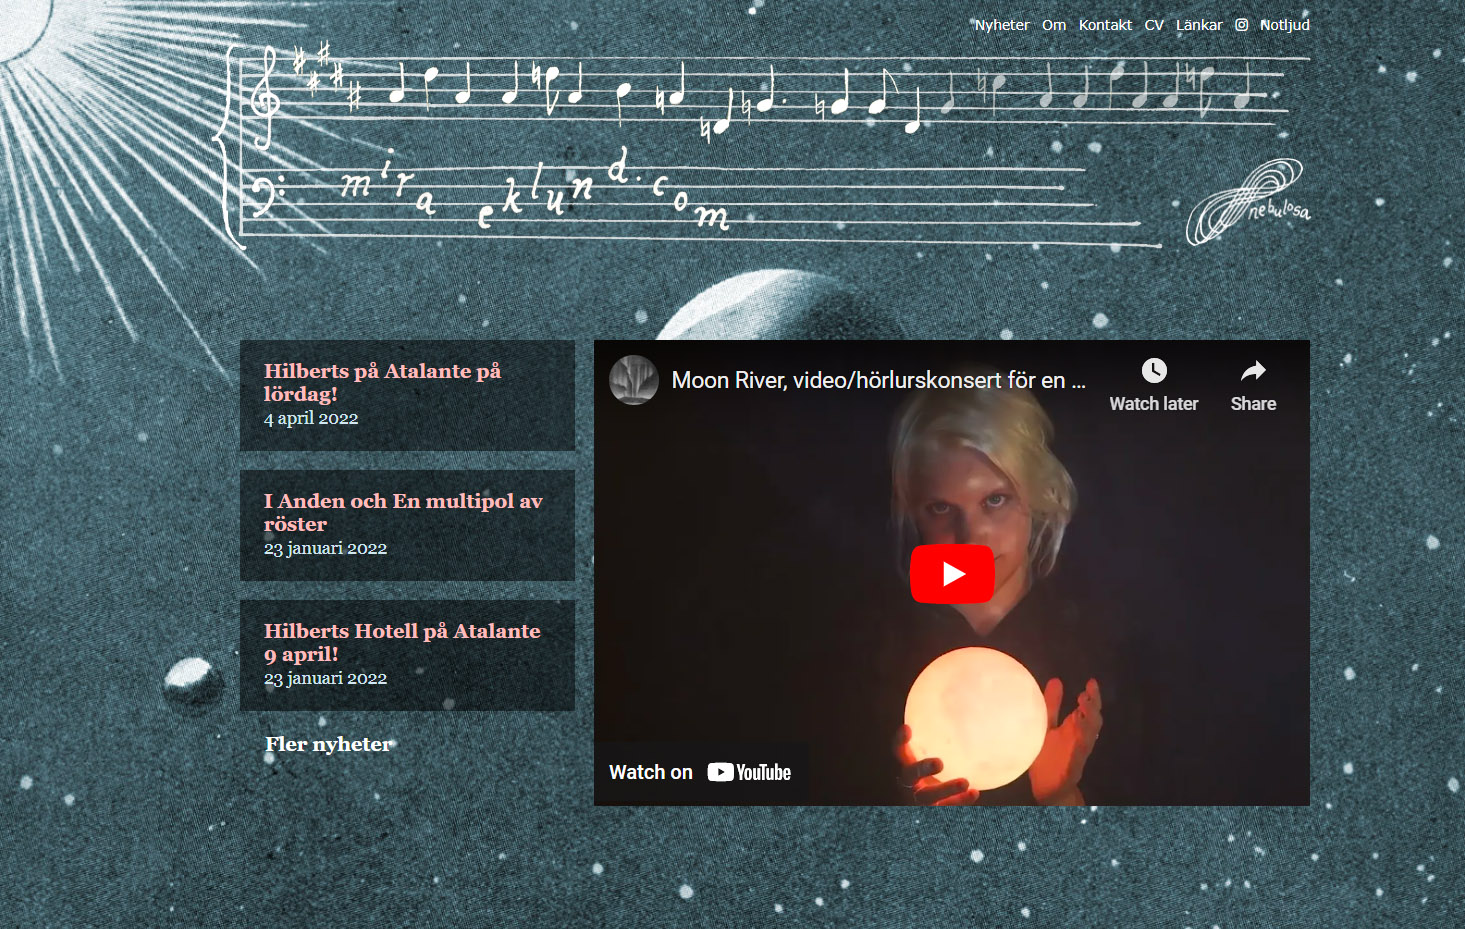 Nyheter Om Kontakt CV Länkar Notljud
mira eklund.com
nebulosa
Hilberts på Atalante på
lördag!
4 april 2022
I Anden och En multipol av
röster
23 januari 2022
Hilberts Hotell på Atalante
9 april!
23 januari 2022
Fler nyheter
Moon River, video/hörlurskonsert för en ...
Watch later
Share
Watch on YouTube